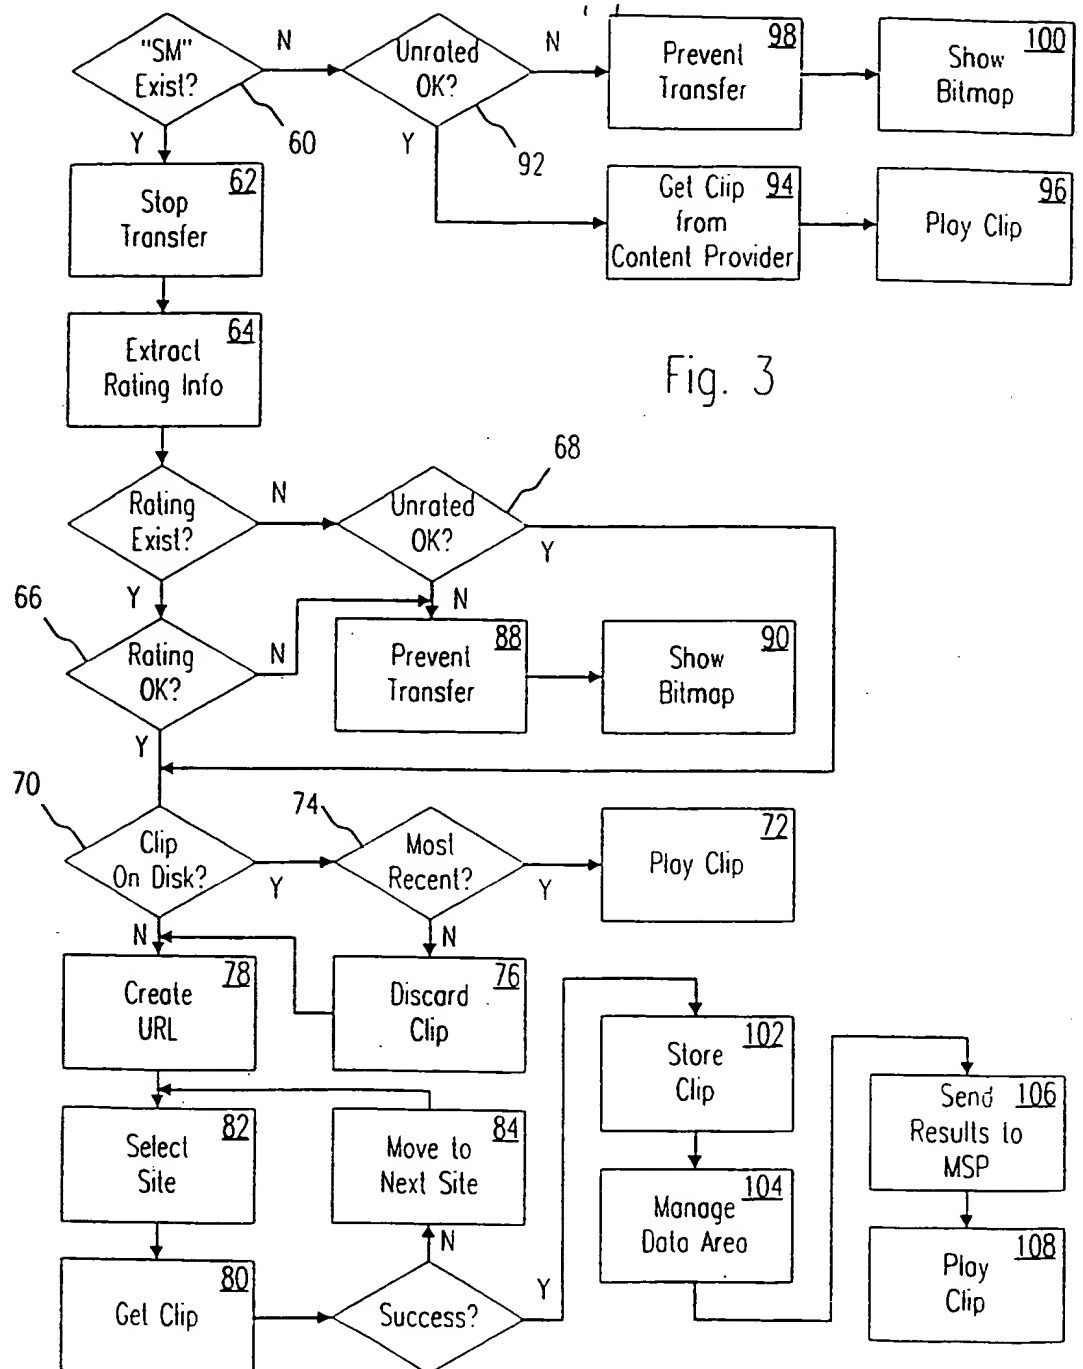 "SM"
Exist?
N
Y
60
Unrated
OK?
N
Y
92
98
Prevent
Transfer
100
Show
Bitmap
62
Stop
Transfer
Get Clip 94
from
Content Provider
96
Play Clip
64
Extract
Rating Info
Fig. 3
Rating
Exist?
N
Y
Unrated
OK?
68
Y
N
66
Rating
OK?
N
Y
88
Prevent
Transfer
90
Show
Bitmap
70
Clip
On Disk?
Y
N
74
Most
Recent?
Y
N
72
Play Clip
78
Create
URL
76
Discard
Clip
102
Store
Clip
Send 106
Results to
MSP
82
Select
Site
84
Move to
Next Site
104
Manage
Data Area
108
Play
Clip
80
Get Clip
Success?
N
Y